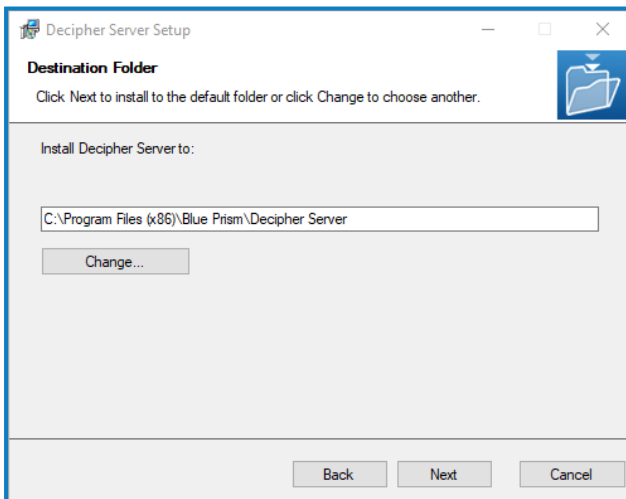 Decipher Server Setup
Destination Folder
Click Next to install to the default folder or click Change to choose another.
Install Decipher Server to:
C:\Program Files (x86)\Blue Prism\Decipher Server
Change...
Back Next Cancel